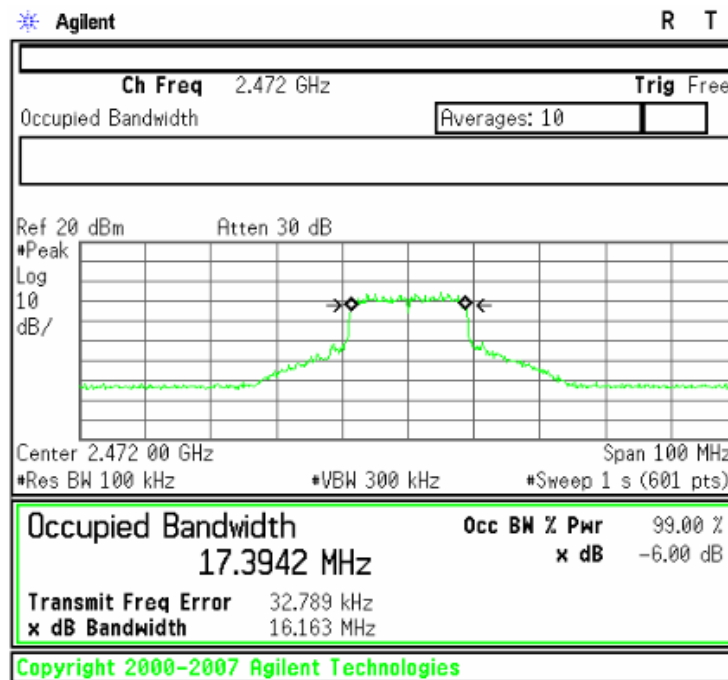 Agilent R T
Ch Freq 2.472 GHz Trig Free
Occupied Bandwidth Averages: 10
Ref 20 dBm Atten 30 dB
#Peak
Log
10
dB/
Center 2.472 00 GHz Span 100 MHz
#Res BW 100 kHz #VBW 300 kHz #Sweep 1 s (601 pts)
Occupied Bandwidth Occ BW % Pwr 99.00 %
17.3942 MHz x dB -6.00 dB
Transmit Freq Error 32.789 kHz
x dB Bandwidth 16.163 MHz
Copyright 2000-2007 Agilent Technologies